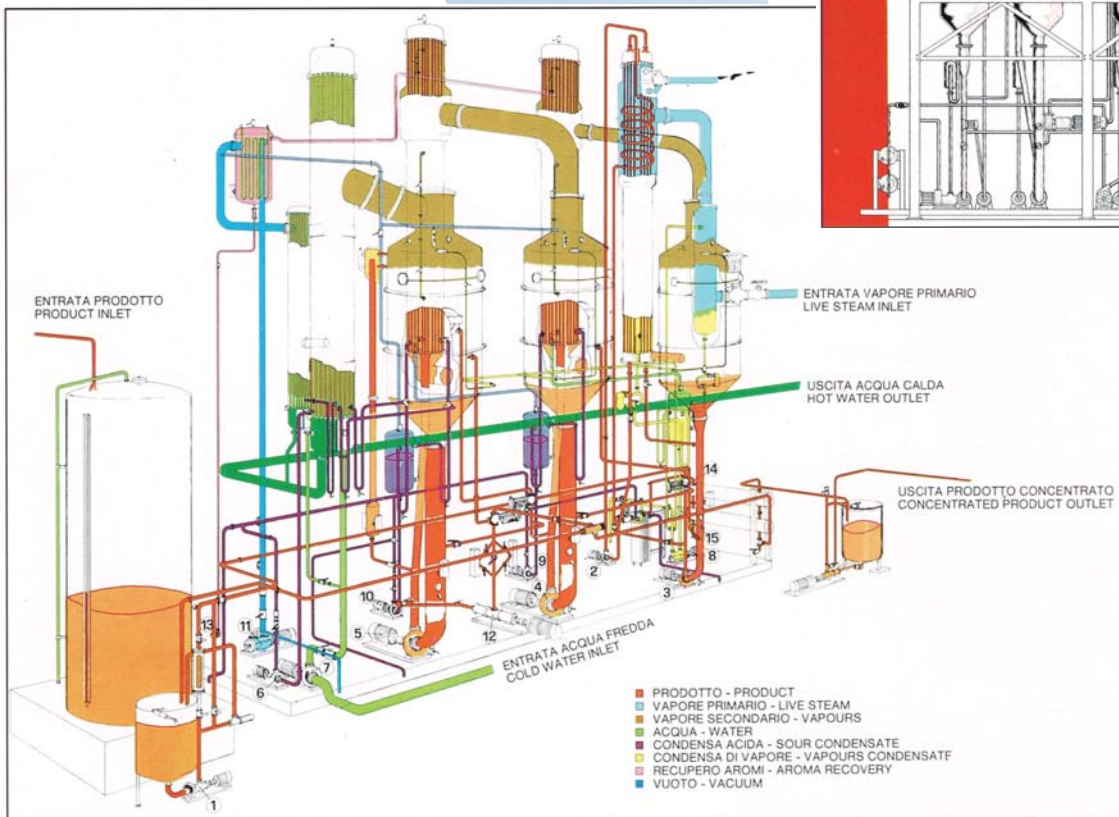 ENTRATA PRODOTTO
PRODUCT INLET
ENTRATA VAPORE PRIMARIO
LIVE STEAM INLET
USCITA ACQUA CALDA
HOT WATER OUTLET
USCITA PRODOTTO CONCENTRATO
CONCENTRATED PRODUCT OUTLET
14
15
8
9
2
4
3
10
5
12
13
11
7
6
1
ENTRATA ACQUA FREDDA
COLD WATER INLET
PRODOTTO - PRODUCT
VAPORE PRIMARIO - LIVE STEAM
VAPORE SECONDARIO - VAPOURS
ACQUA - WATER
CONDENSA ACIDA - SOUR CONDENSATE
CONDENSA DI VAPORE - VAPOURS CONDENSATF
RECUPERO AROMI - AROMA RECOVERY
VUOTO - VACUUM